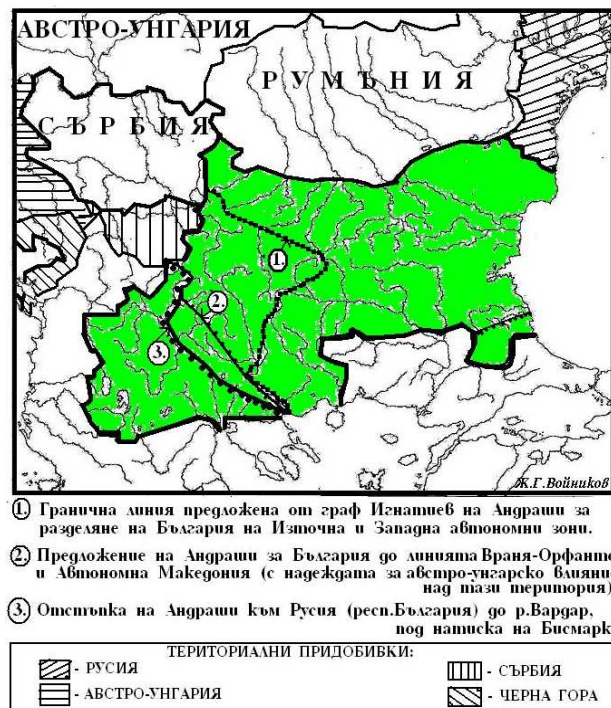 АВСТРО-УНГАРИЯ
РУМЪНИЯ
СЪРБИЯ
1.
2.
3.
Ж.Г.Войников
1. Гранична линия предложена от граф Игнатиев на Андраши за
разделяне на България на Източна и Западна автономни зони.
2. Предложение на Андраши за България до линията Враня-Орфанто
и Автономна Македония (с надеждата за австро-унгарско влияние
над тази територия)
3. Отстъпка на Андраши към Русия (респ.България) до р.Вардар,
под натиска на Бисмарк
ТЕРИТОРИАЛНИ ПРИДОБИВКИ:
- РУСИЯ
- СЪРБИЯ
- АВСТРО-УНГАРИЯ
- ЧЕРНА ГОРА